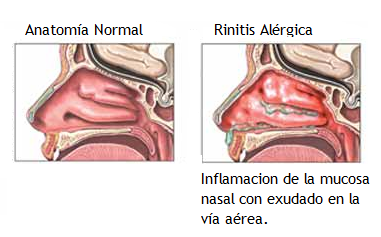 Anatomía Normal
Rinitis Alérgica
Inflamacion de la mucosa
nasal con exudado en la
vía aérea.